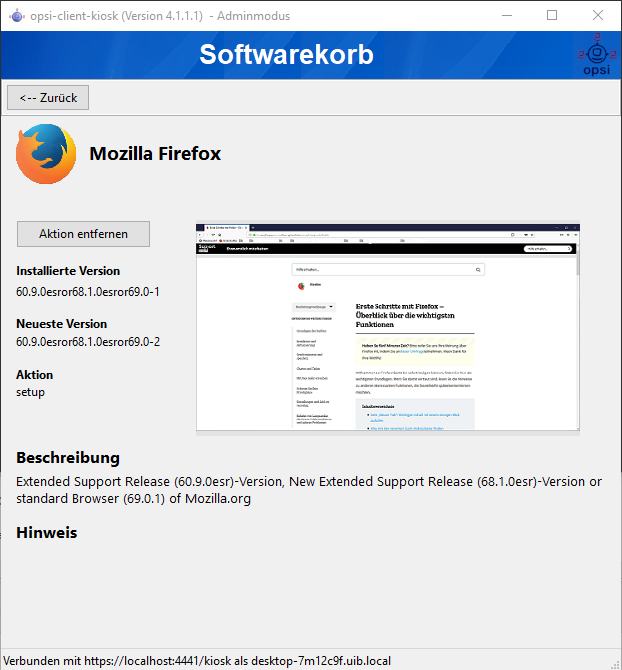 opsi-client-kiosk (Version 4.1.1.1)  - Adminmodus
Softwarekorb
opsi
<-- Zurück
Mozilla Firefox
Aktion entfernen
Installierte Version
60.9.0esror68.1.0esror69.0-1
Neueste Version
60.9.0esror68.1.0esror69.0-2
Aktion
setup
Firefox
Erste Schritte mit Firefox –
Überblick über die wichtigsten
Funktionen
Inhaltsverzeichnis
Beschreibung
Extended Support Release (60.9.0esr)-Version, New Extended Support Release (68.1.0esr)-Version or
standard Browser (69.0.1) of Mozilla.org
Hinweis
Verbunden mit https://localhost:4441/kiosk als desktop-7m12c9f.uib.local